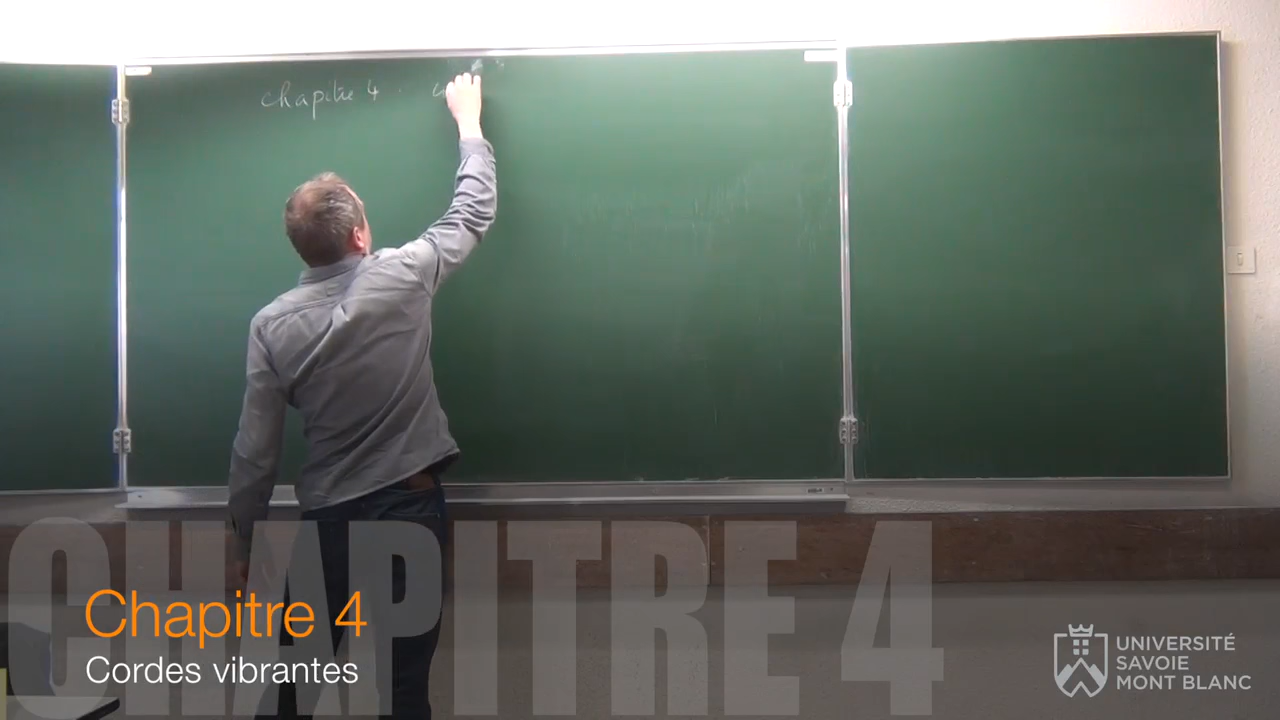 chapitre 4.
CHAPITRE 4
Chapitre 4
Cordes vibrantes
UNIVERSITÉ
SAVOIE
MONT BLANC